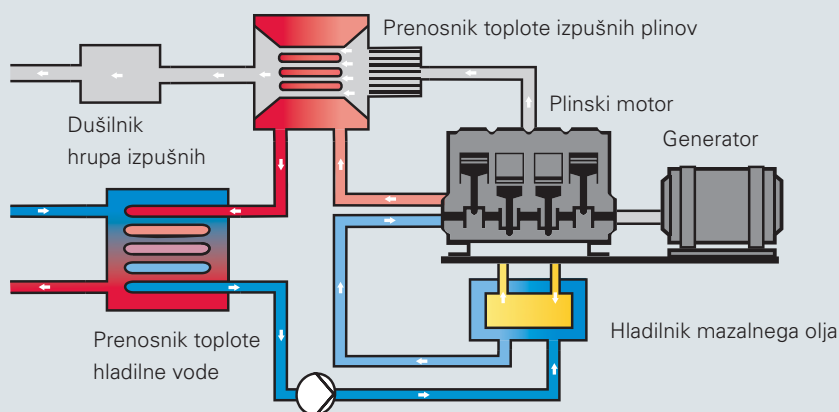 Prenosnik toplote izpušnih plinov
Plinski motor
Generator
Dušilnik
hrupa izpušnih
Prenosnik toplote
hladilne vode
Hladilnik mazalnega olja